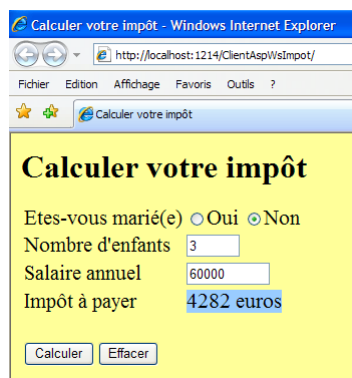 Calculer votre impôt - Windows Internet Explorer
http://localhost:1214/ClientAspWsImpot/
Fichier Edition Affichage Favoris Outils ?
Calculer votre impôt
Calculer votre impôt
Etes-vous marié(e) Oui Non
Nombre d'enfants 3
Salaire annuel 60000
Impôt à payer 4282 euros
Calculer Effacer